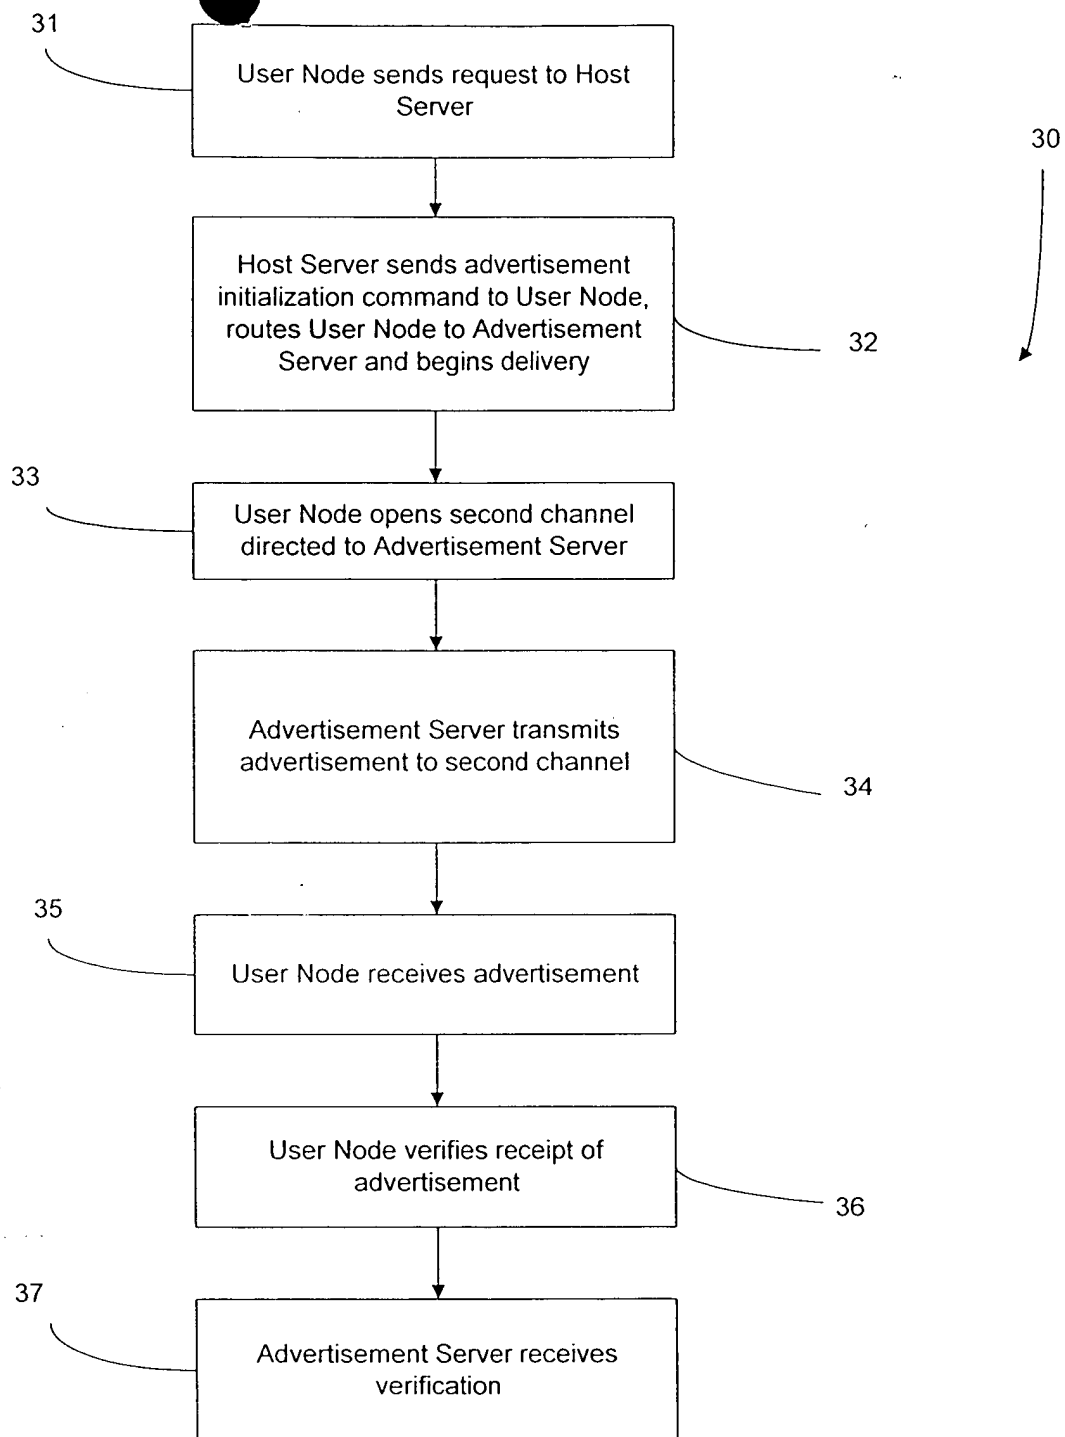 31
User Node sends request to Host
Server
30
Host Server sends advertisement
initialization command to User Node,
routes User Node to Advertisement
Server and begins delivery
32
33
User Node opens second channel
directed to Advertisement Server
Advertisement Server transmits
advertisement to second channel
34
35
User Node receives advertisement
User Node verifies receipt of
advertisement
36
37
Advertisement Server receives
verification